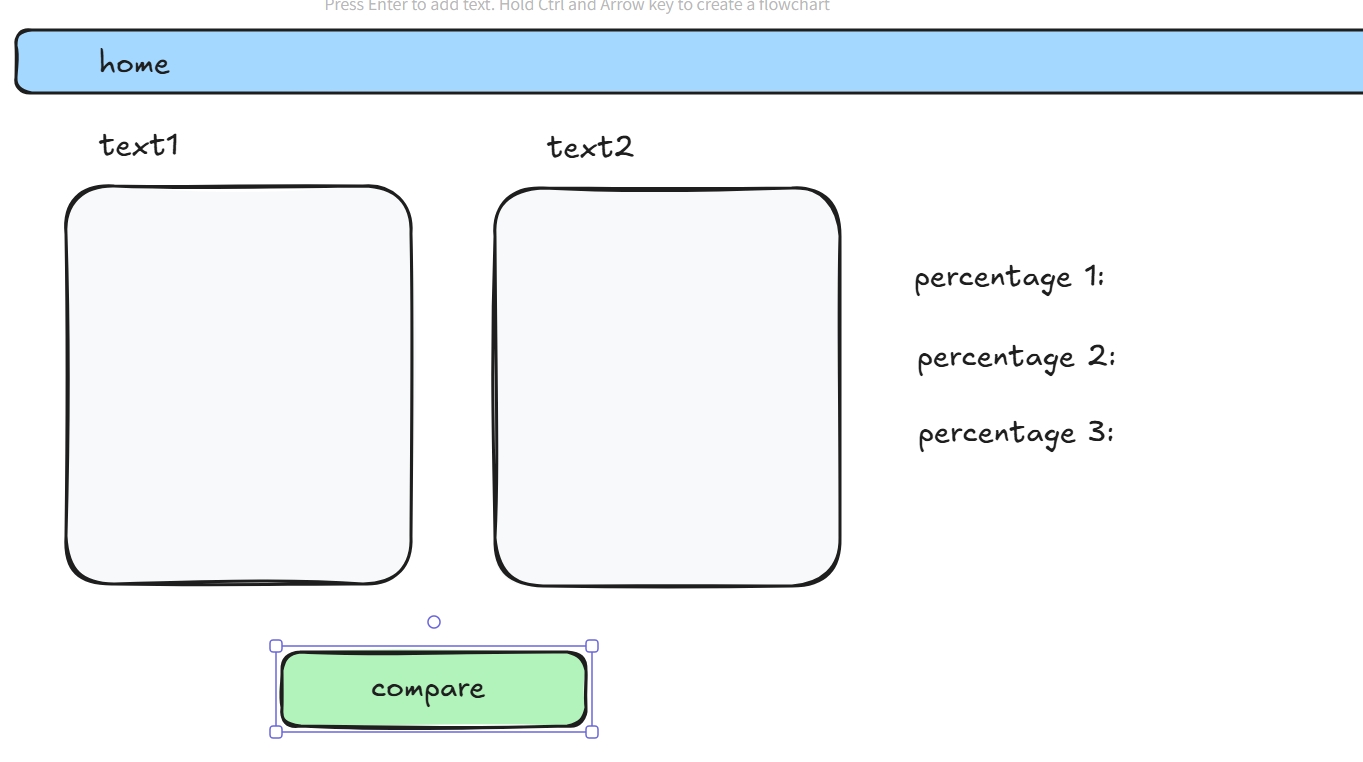 Press Enter to add text. Hold Ctrl and Arrow key to create a flowchart
home
text1
text2
percentage 1:
percentage 2:
percentage 3:
compare